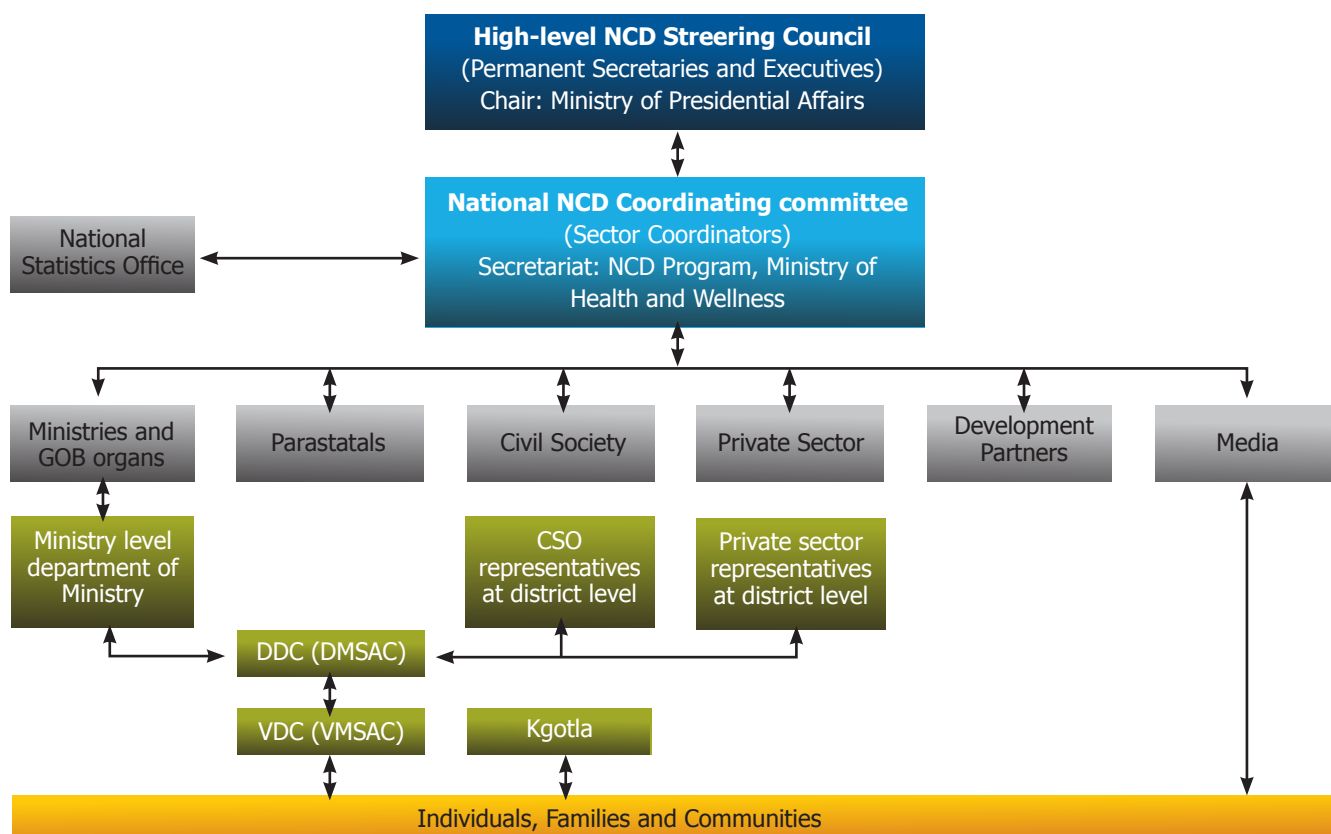 High-level NCD Streering Council
(Permanent Secretaries and Executives)
Chair: Ministry of Presidential Affairs
National NCD Coordinating committee
(Sector Coordinators)
Secretariat: NCD Program, Ministry of
Health and Wellness
National
Statistics Office
Ministries and
GOB organs
Parastatals
Civil Society
Private Sector
Development
Partners
Media
Ministry level
department of
Ministry
CSO
representatives
at district level
Private sector
representatives
at district level
DDC (DMSAC)
VDC (VMSAC)
Kgotla
Individuals, Families and Communities